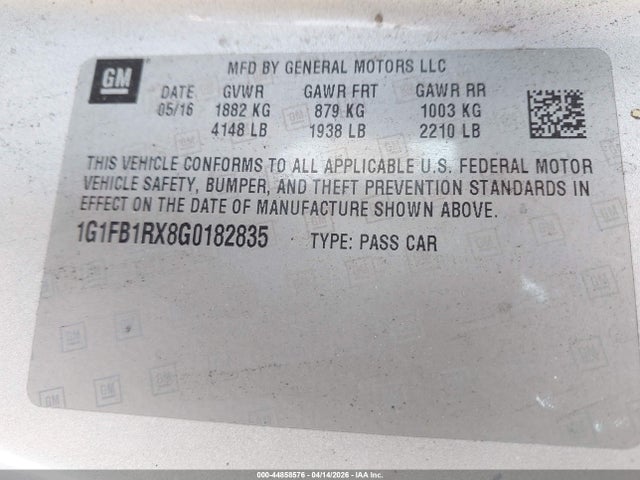 GM
MFD BY GENERAL MOTORS LLC
DATE GVWR GAWR FRT GAWR RR
05/16 1882 KG 879 KG 1003 KG
4148 LB 1938 LB 2210 LB
THIS VEHICLE CONFORMS TO ALL APPLICABLE U.S. FEDERAL MOTOR
VEHICLE SAFETY, BUMPER, AND THEFT PREVENTION STANDARDS IN
EFFECT ON THE DATE OF MANUFACTURE SHOWN ABOVE.
1G1FB1RX8G0182835 TYPE: PASS CAR
000-44858576 - 04/14/2026 - IAA Inc.